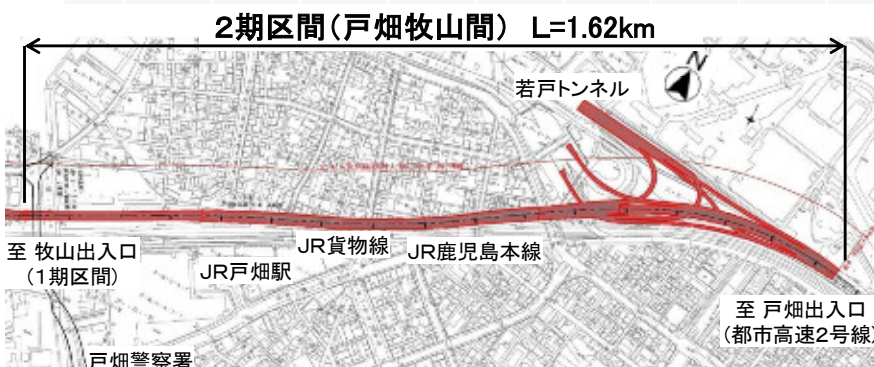 2期区間(戸畑牧山間) L=1.62km
N
若戸トンネル
至 牧山出入口
(1期区間)
JR戸畑駅
JR貨物線
JR鹿児島本線
至 戸畑出入口
(都市高速2号線)
戸畑警察署